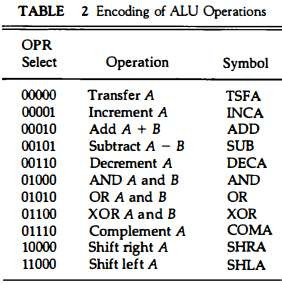 TABLE 2 Encoding of ALU Operations
OPR
Select Operation Symbol
00000 Transfer A TSFA
00001 Increment A INCA
00010 Add A + B ADD
00101 Subtract A − B SUB
00110 Decrement A DECA
01000 AND A and B AND
01010 OR A and B OR
01100 XOR A and B XOR
01110 Complement A COMA
10000 Shift right A SHRA
11000 Shift left A SHLA